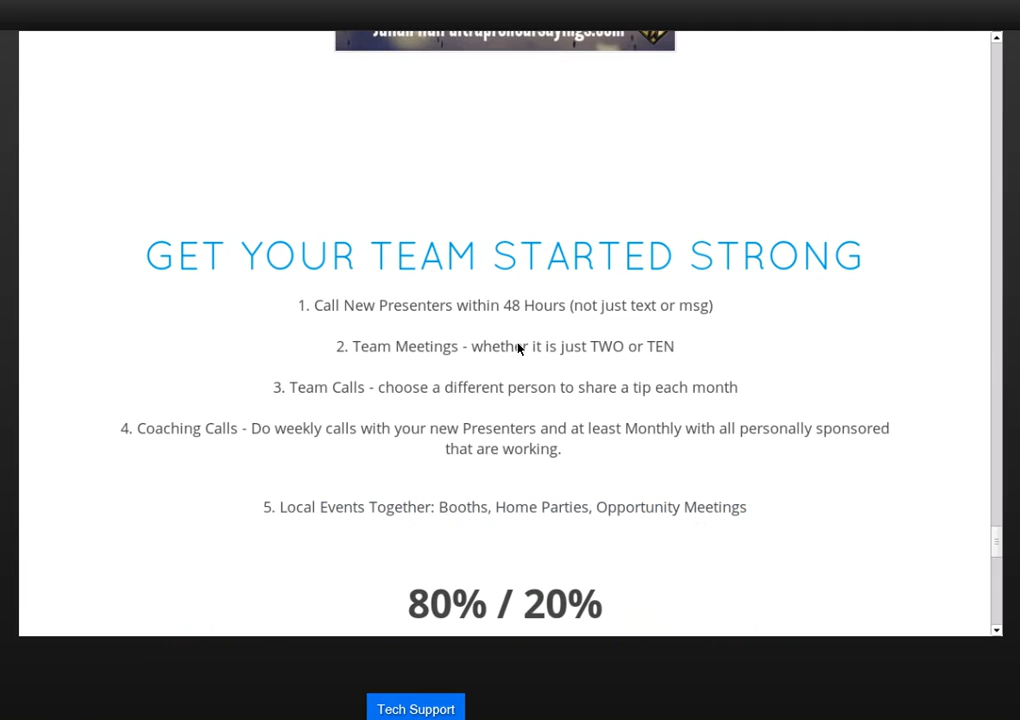 GET YOUR TEAM STARTED STRONG
1. Call New Presenters within 48 Hours (not just text or msg)
2. Team Meetings - whether it is just TWO or TEN
3. Team Calls - choose a different person to share a tip each month
4. Coaching Calls - Do weekly calls with your new Presenters and at least Monthly with all personally sponsored
that are working.
5. Local Events Together: Booths, Home Parties, Opportunity Meetings
80% / 20%
Tech Support